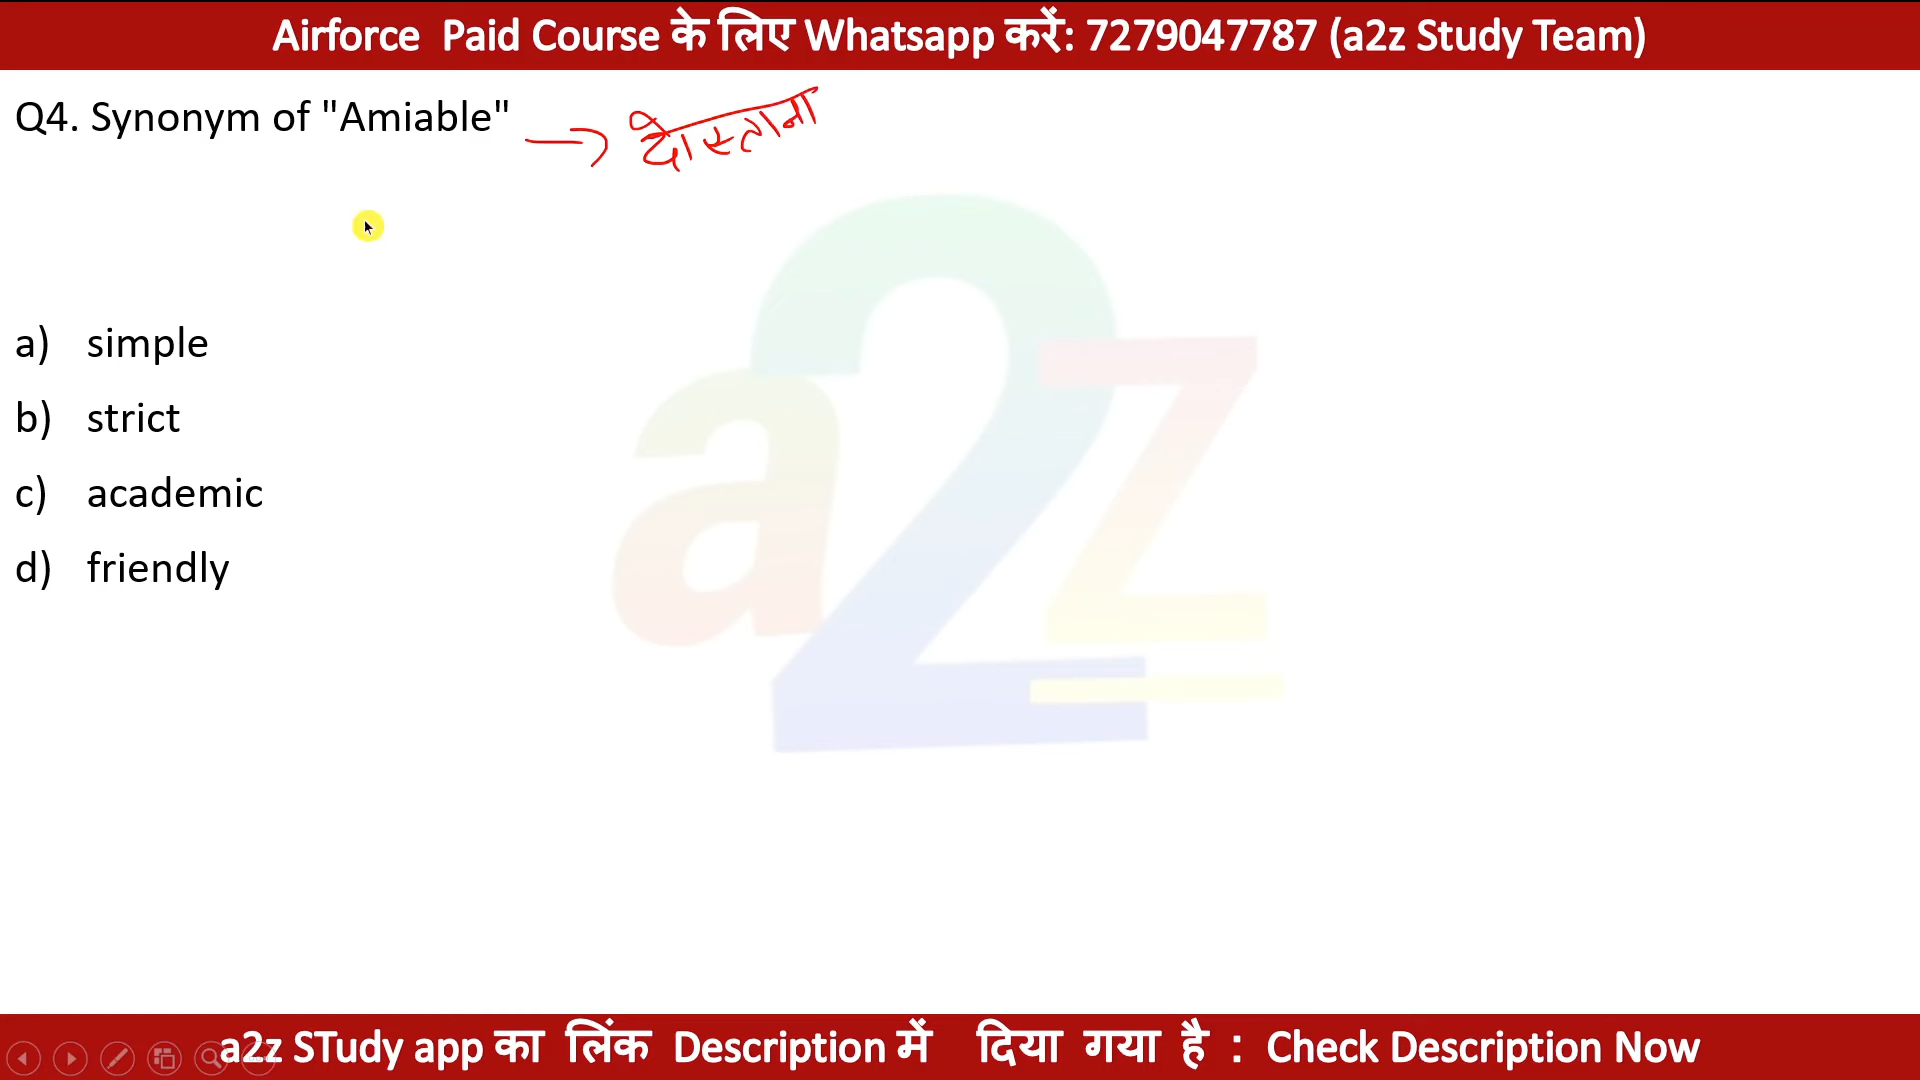 Airforce Paid Course के लिए Whatsapp करें: 7279047787 (a2z Study Team)
Q4. Synonym of "Amiable" → दोस्ताना
a) simple
b) strict
c) academic
d) friendly
a2z
a2z STudy app का लिंक Description में दिया गया है : Check Description Now